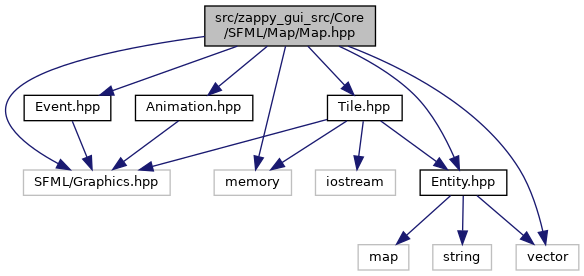 src/zappy_gui_src/Core
/SFML/Map/Map.hpp
Event.hpp
Animation.hpp
Tile.hpp
SFML/Graphics.hpp
memory
iostream
Entity.hpp
map
string
vector